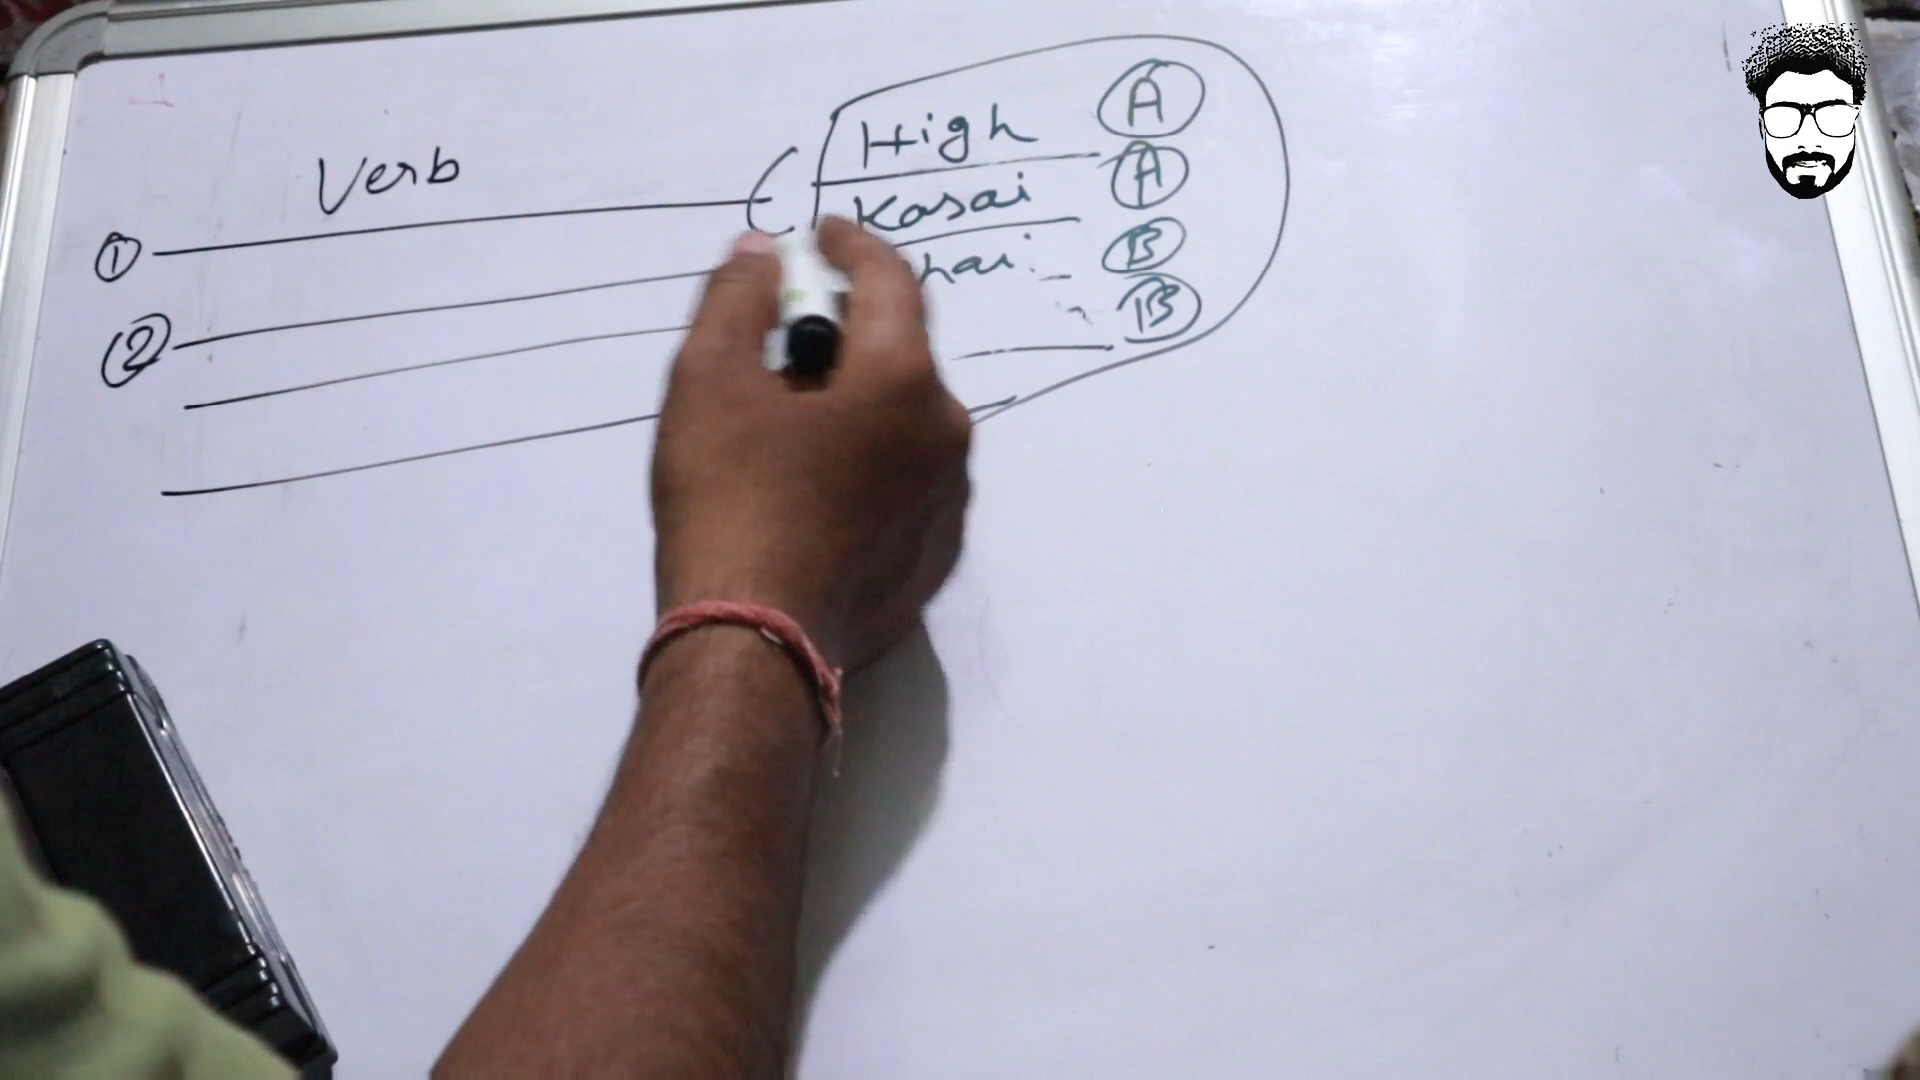 Verb
High A
① Kasai A
B
② B